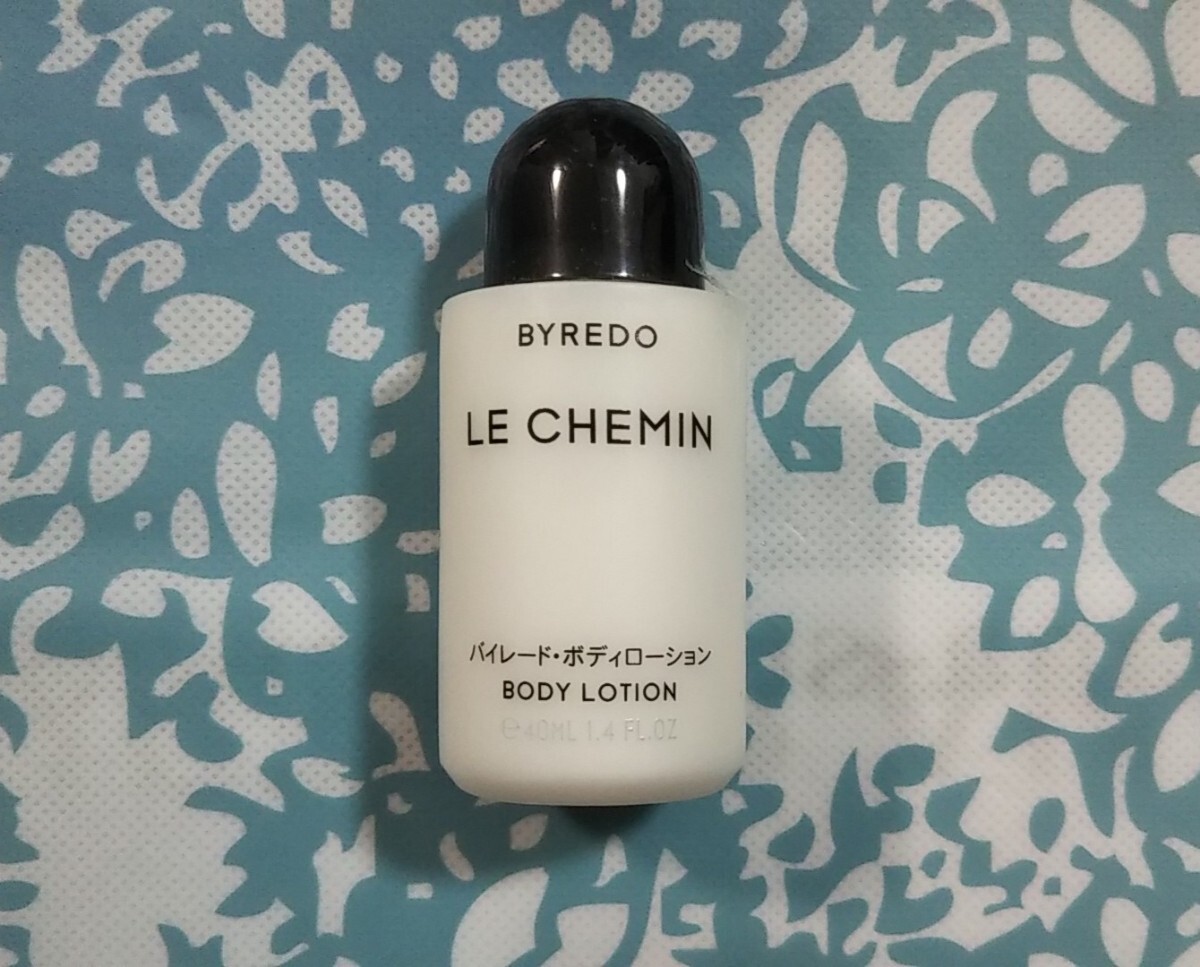 BYREDO
LE CHEMIN
バイレード・ボディローション
BODY LOTION
℮40ML 1.4 FL.OZ